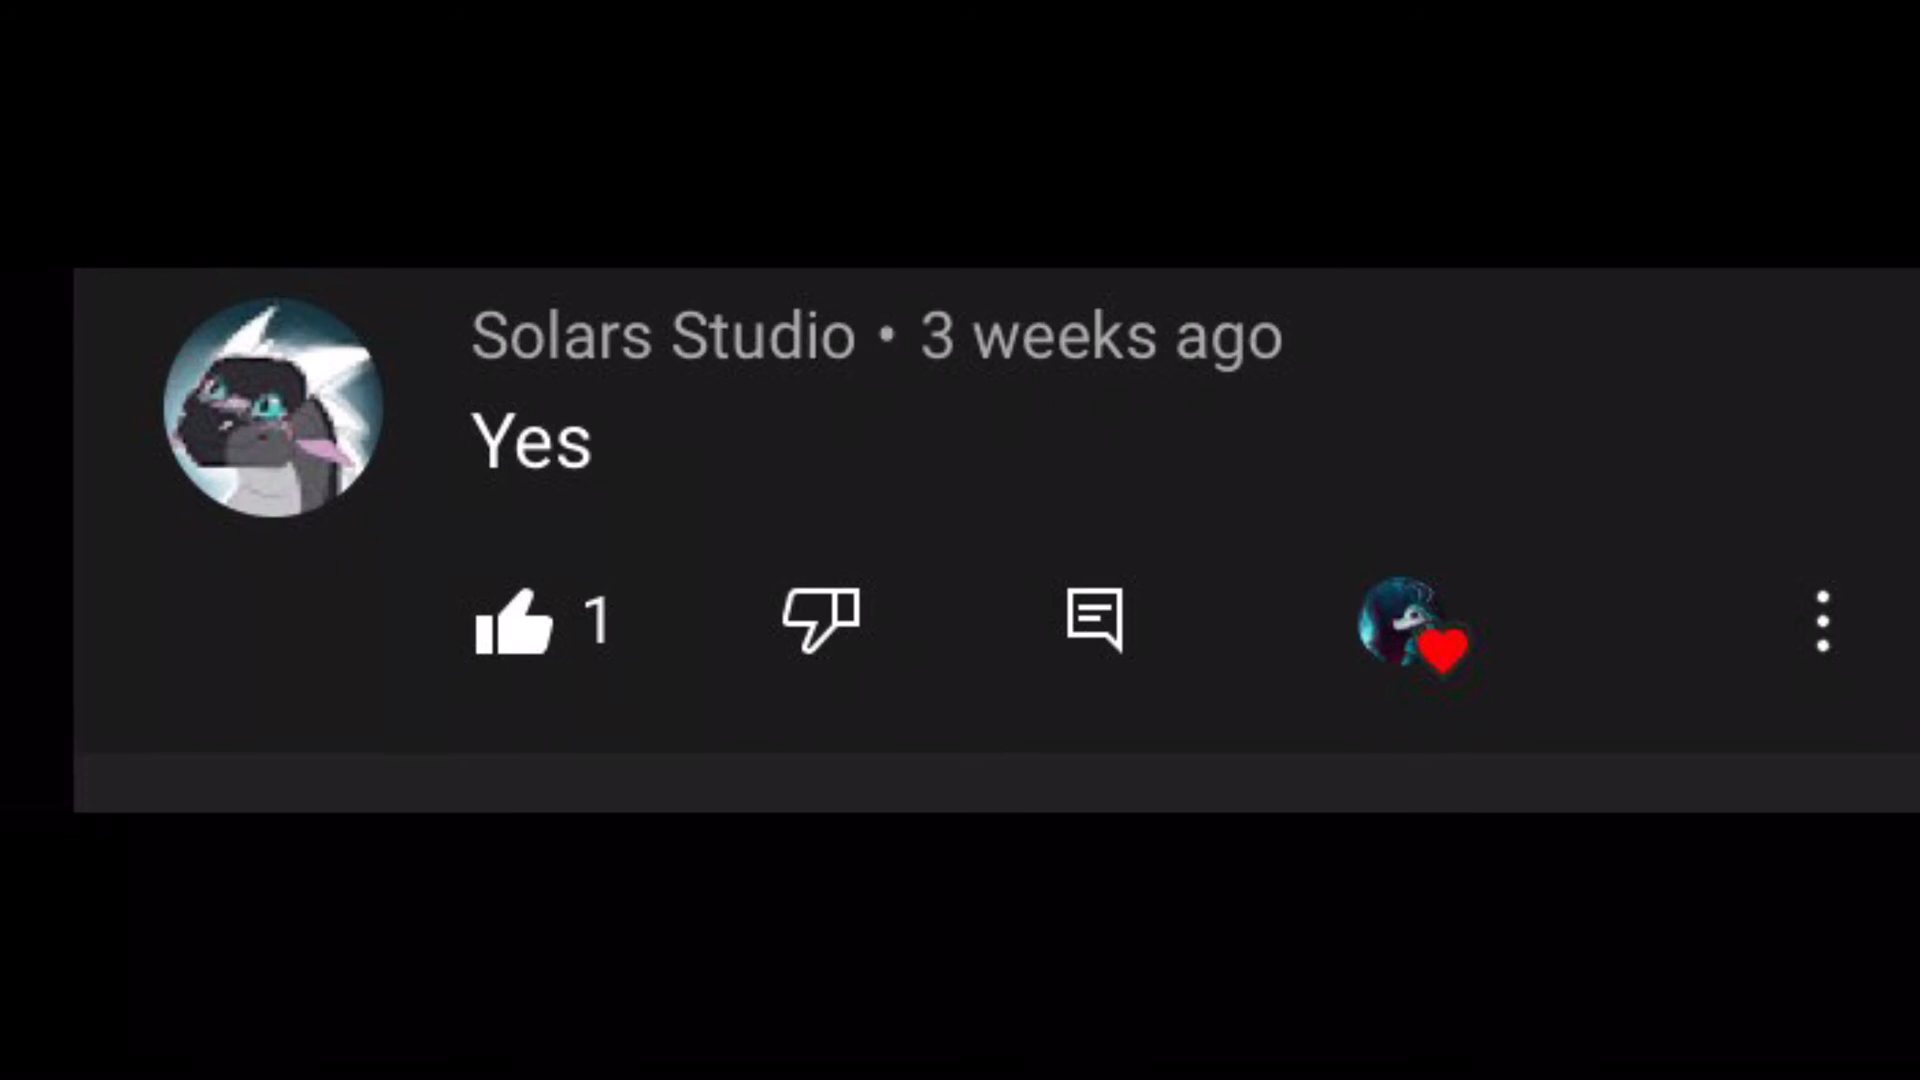 Solars Studio • 3 weeks ago
Yes
1